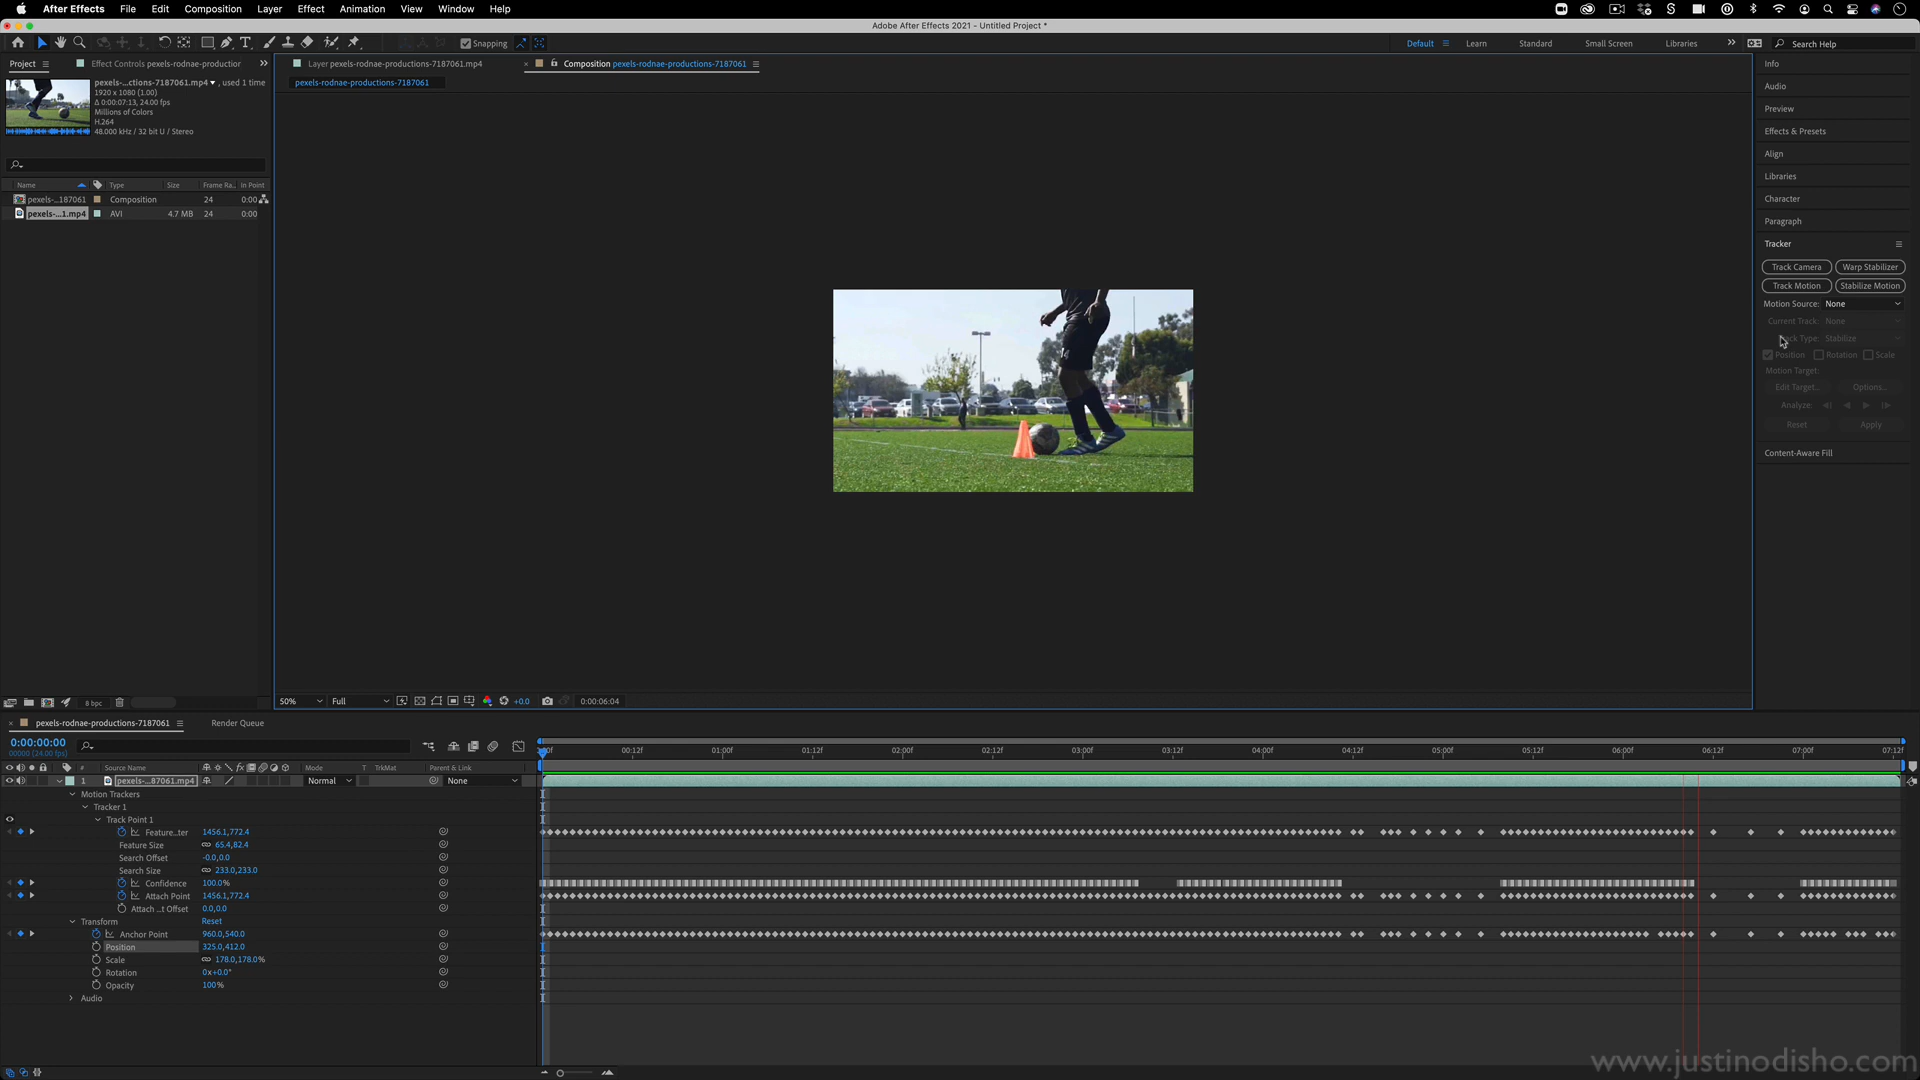 After Effects File Edit Composition Layer Effect Animation View Window Help
Adobe After Effects 2021 - Untitled Project *
Snapping
Default Learn Standard Small Screen Libraries Search Help
Project Effect Controls pexels-rodnae-productior
Layer pexels-rodnae-productions-7187061.mp4
Composition pexels-rodnae-productions-7187061
pexels-rodnae-productions-7187061
pexels-...ctions-7187061.mp4 , used 1 time
1920 x 1080 (1.00)
Δ 0:00:07:13, 24.00 fps
Millions of Colors
H.264
48.000 kHz / 32 bit U / Stereo
Name Type Size Frame Ra.. In Point
pexels-...187061 Composition 24 0:00
pexels-...1.mp4 AVI 4.7 MB 24 0:00
Info
Audio
Preview
Effects & Presets
Align
Libraries
Character
Paragraph
Tracker
Track Camera Warp Stabilizer
Track Motion Stabilize Motion
Motion Source: None
Current Track: None
Track Type: Stabilize
Position Rotation Scale
Motion Target:
Edit Target... Options...
Analyze:
Reset Apply
Content-Aware Fill
8 bpc
50% Full +0.0 0:00:06:04
pexels-rodnae-productions-7187061 Render Queue
0:00:00:00
00000 (24.00 fps)
:00f 00:12f 01:00f 01:12f 02:00f 02:12f 03:00f 03:12f 04:00f 04:12f 05:00f 05:12f 06:00f 06:12f 07:00f 07:12f
# Source Name Mode T TrkMat Parent & Link
1 pexels-...87061.mp4 Normal None
Motion Trackers
Tracker 1
Track Point 1
Feature...ter 1456.1,772.4
Feature Size 65.4,82.4
Search Offset -0.0,0.0
Search Size 233.0,233.0
Confidence 100.0%
Attach Point 1456.1,772.4
Attach ...t Offset 0.0,0.0
Transform Reset
Anchor Point 960.0,540.0
Position 325.0,412.0
Scale 178.0,178.0%
Rotation 0x+0.0°
Opacity 100%
Audio
www.justinodisho.com